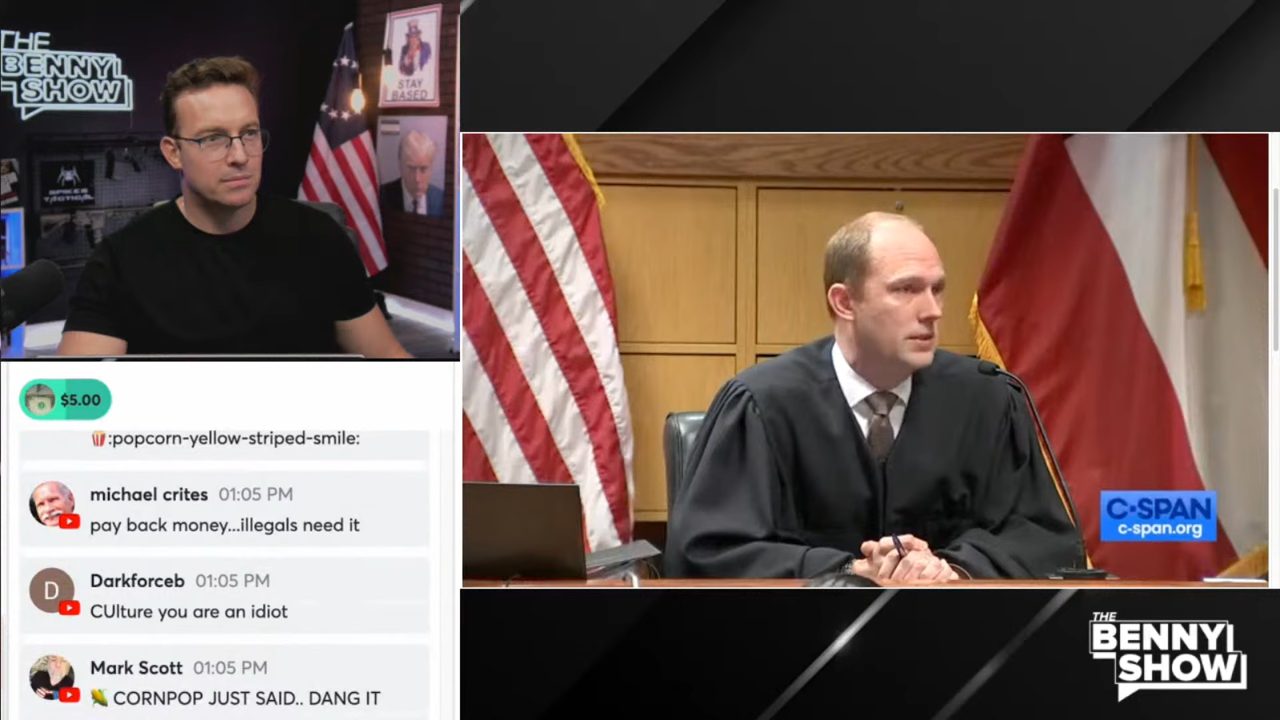 THE
BENNY
SHOW
STAY
BASED
SPIKES
TACTICAL
$5.00
:popcorn-yellow-striped-smile:
michael crites 01:05 PM
pay back money...illegals need it
D
Darkforceb 01:05 PM
CUlture you are an idiot
Mark Scott 01:05 PM
CORNPOP JUST SAID.. DANG IT
C-SPAN
c-span.org
THE
BENNY
SHOW